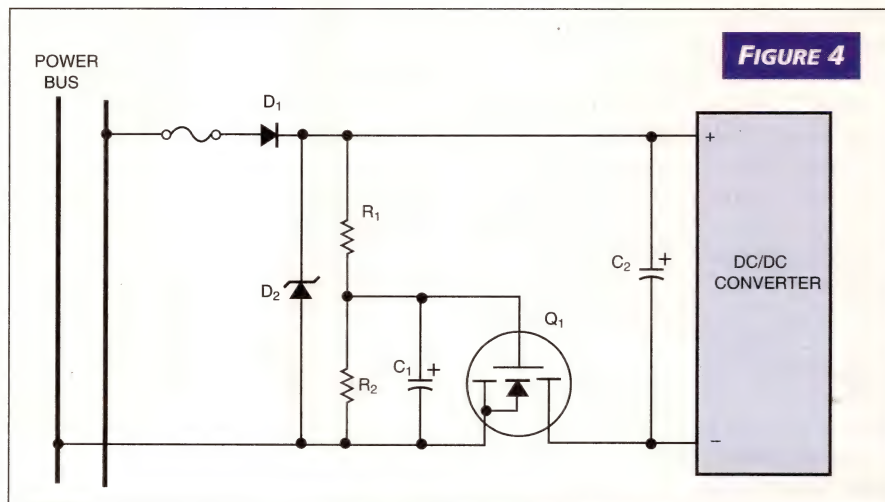 FIGURE 4
POWER
BUS
D1
R1
D2
R2
C1
+
Q1
C2
+
+
DC/DC
CONVERTER
−